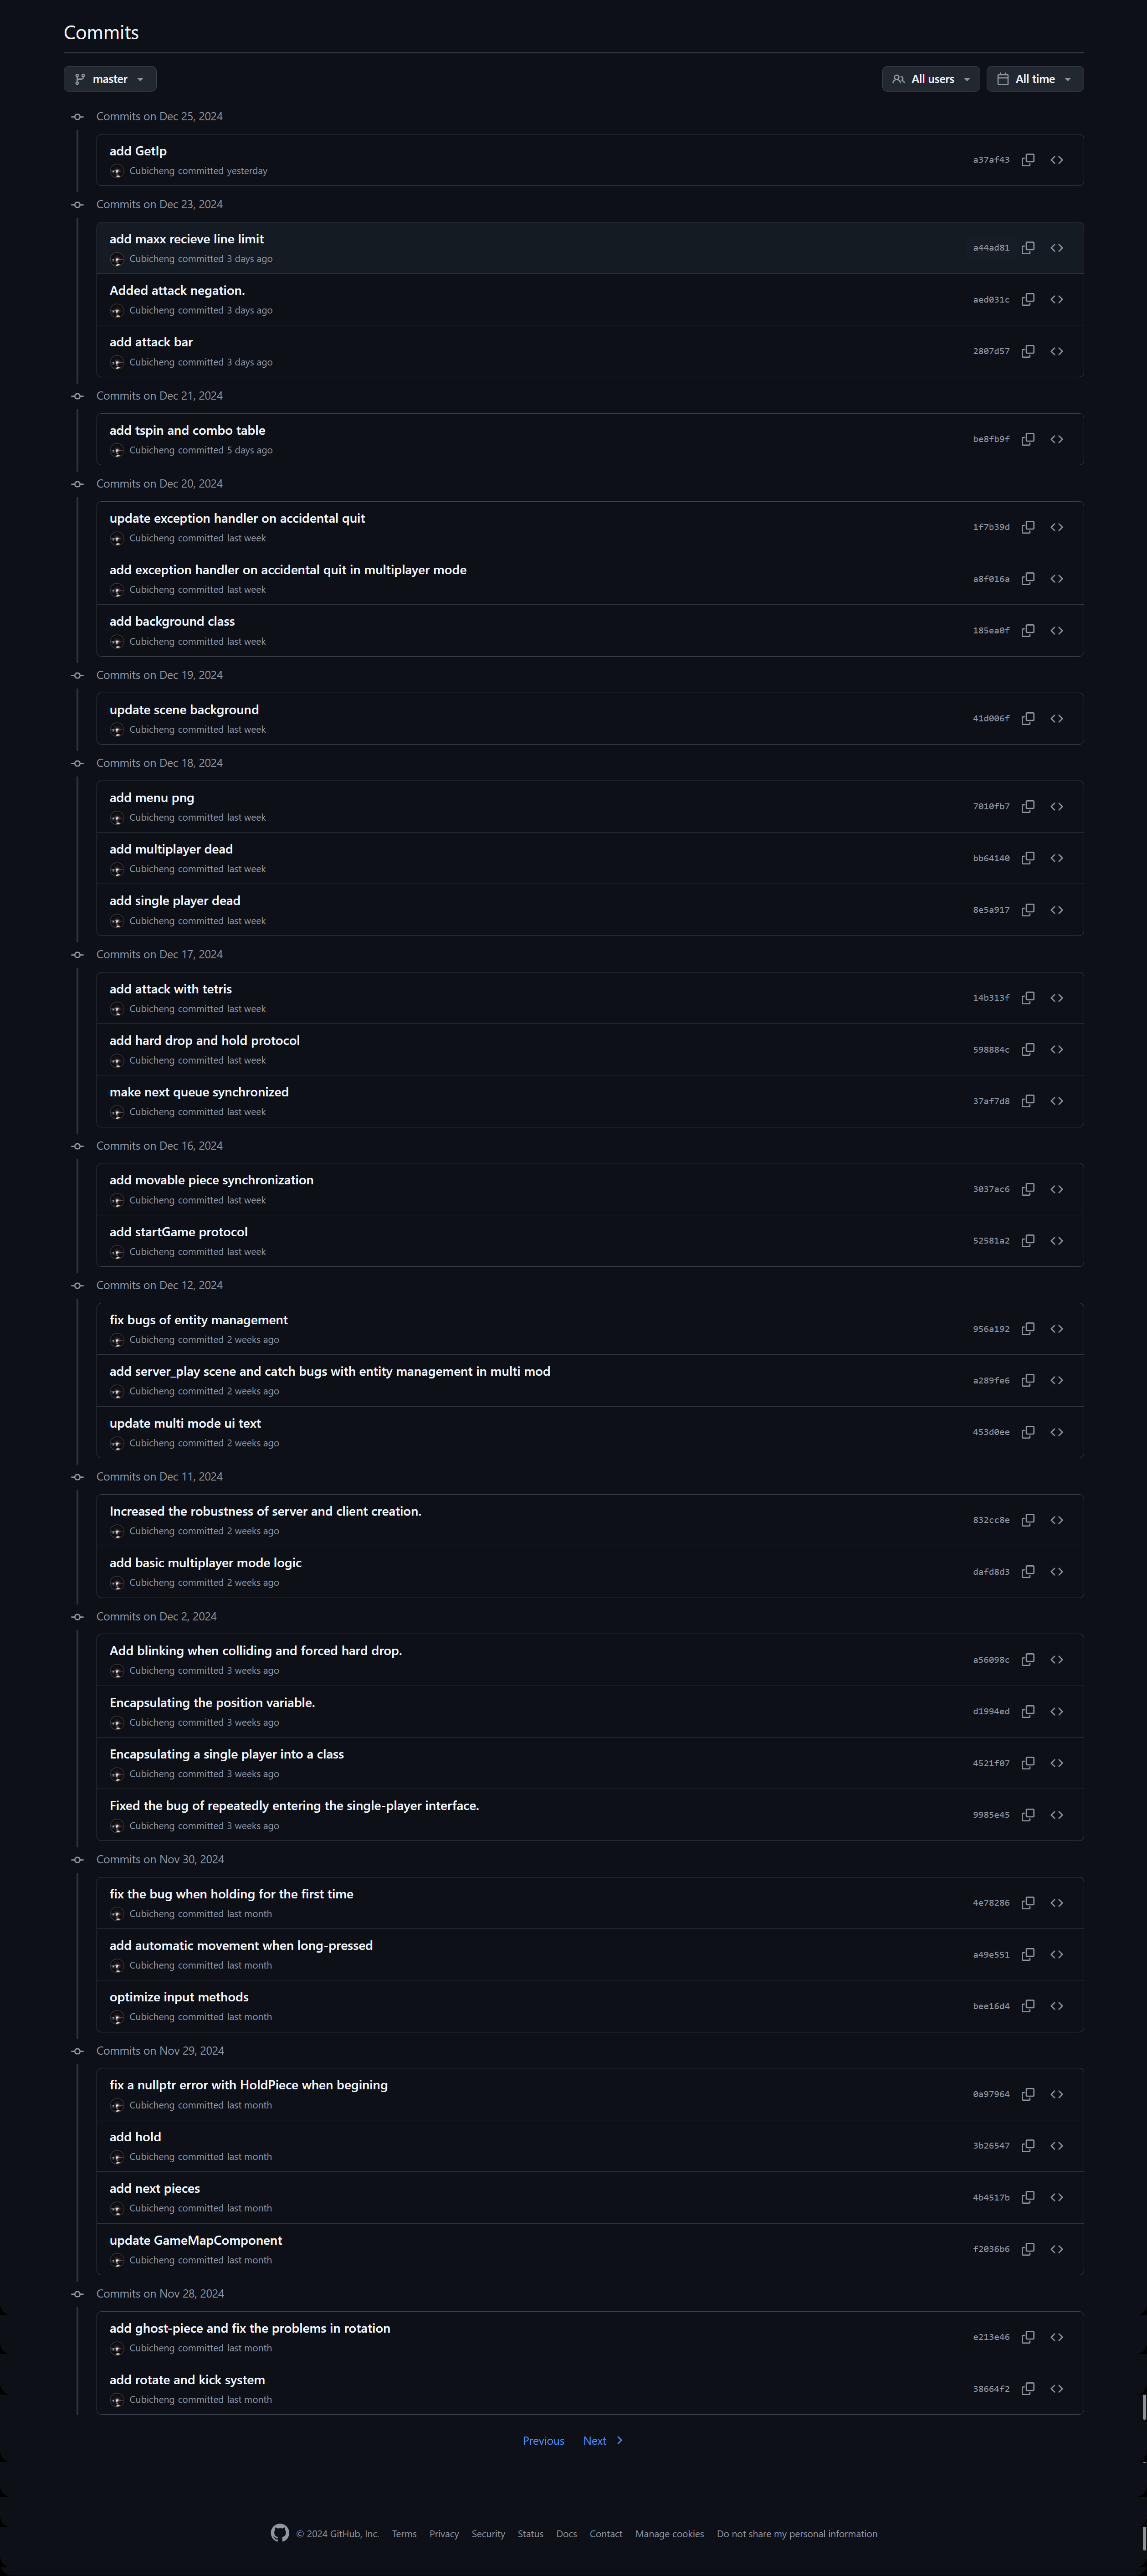 Commits
master
All users
All time
Commits on Dec 25, 2024
add GetIp
Cubicheng committed yesterday
a37af43
Commits on Dec 23, 2024
add maxx recieve line limit
Cubicheng committed 3 days ago
a44ad81
Added attack negation.
Cubicheng committed 3 days ago
aed031c
add attack bar
Cubicheng committed 3 days ago
2807d57
Commits on Dec 21, 2024
add tspin and combo table
Cubicheng committed 5 days ago
be8fb9f
Commits on Dec 20, 2024
update exception handler on accidental quit
Cubicheng committed last week
1f7b39d
add exception handler on accidental quit in multiplayer mode
Cubicheng committed last week
a8f016a
add background class
Cubicheng committed last week
185ea0f
Commits on Dec 19, 2024
update scene background
Cubicheng committed last week
41d006f
Commits on Dec 18, 2024
add menu png
Cubicheng committed last week
7010fb7
add multiplayer dead
Cubicheng committed last week
bb64140
add single player dead
Cubicheng committed last week
8e5a917
Commits on Dec 17, 2024
add attack with tetris
Cubicheng committed last week
14b313f
add hard drop and hold protocol
Cubicheng committed last week
598884c
make next queue synchronized
Cubicheng committed last week
37af7d8
Commits on Dec 16, 2024
add movable piece synchronization
Cubicheng committed last week
3037ac6
add startGame protocol
Cubicheng committed last week
52581a2
Commits on Dec 12, 2024
fix bugs of entity management
Cubicheng committed 2 weeks ago
956a192
add server_play scene and catch bugs with entity management in multi mod
Cubicheng committed 2 weeks ago
a289fe6
update multi mode ui text
Cubicheng committed 2 weeks ago
453d0ee
Commits on Dec 11, 2024
Increased the robustness of server and client creation.
Cubicheng committed 2 weeks ago
832cc8e
add basic multiplayer mode logic
Cubicheng committed 2 weeks ago
dafd8d3
Commits on Dec 2, 2024
Add blinking when colliding and forced hard drop.
Cubicheng committed 3 weeks ago
a56098c
Encapsulating the position variable.
Cubicheng committed 3 weeks ago
d1994ed
Encapsulating a single player into a class
Cubicheng committed 3 weeks ago
4521f07
Fixed the bug of repeatedly entering the single-player interface.
Cubicheng committed 3 weeks ago
9985e45
Commits on Nov 30, 2024
fix the bug when holding for the first time
Cubicheng committed last month
4e78286
add automatic movement when long-pressed
Cubicheng committed last month
a49e551
optimize input methods
Cubicheng committed last month
bee16d4
Commits on Nov 29, 2024
fix a nullptr error with HoldPiece when begining
Cubicheng committed last month
0a97964
add hold
Cubicheng committed last month
3b26547
add next pieces
Cubicheng committed last month
4b4517b
update GameMapComponent
Cubicheng committed last month
f2036b6
Commits on Nov 28, 2024
add ghost-piece and fix the problems in rotation
Cubicheng committed last month
e213e46
add rotate and kick system
Cubicheng committed last month
38664f2
Previous Next
© 2024 GitHub, Inc. Terms Privacy Security Status Docs Contact Manage cookies Do not share my personal information